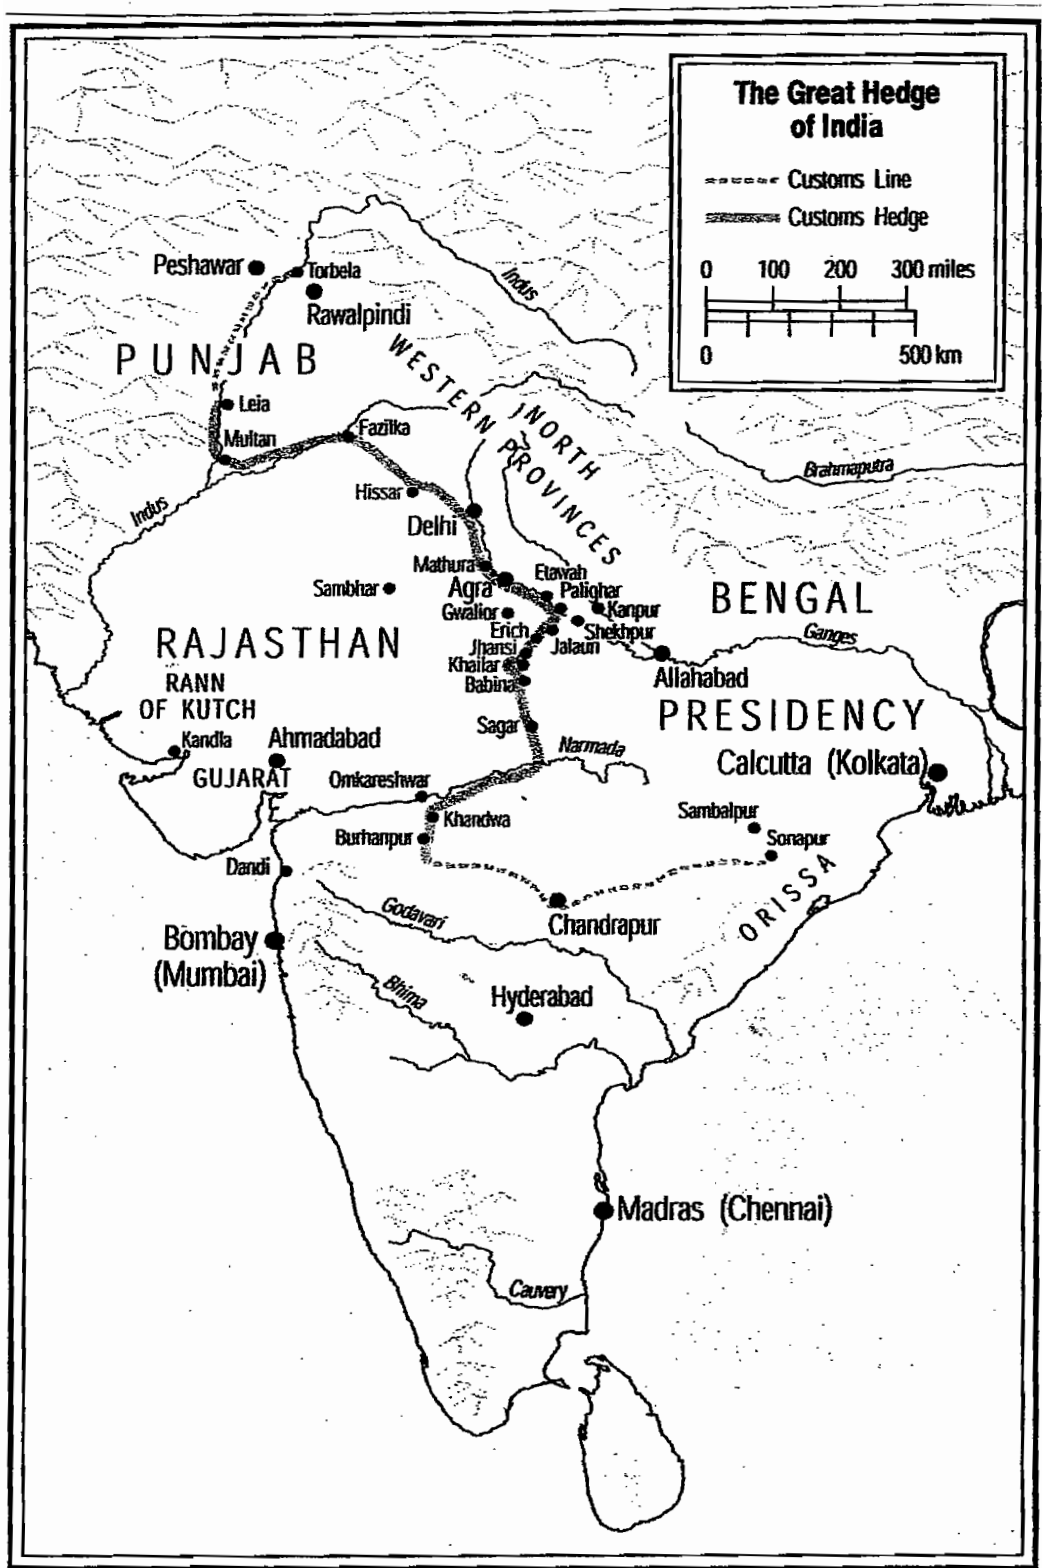 The Great Hedge
of India
Customs Line
Customs Hedge
0 100 200 300 miles
0 500 km
Peshawar
Torbela
Indus
Rawalpindi
PUNJAB
WESTERN
NORTH
PROVINCES
Leia
Multan
Fazilka
Brahmaputra
Indus
Hissar
Delhi
Mathura
Etawah
Sambhar
Agra
Palighar
BENGAL
Gwalior
Kanpur
Erich
Shekhpur
Ganges
RAJASTHAN
Jhansi
Jalaun
Khailar
RANN
OF KUTCH
Babina
Allahabad
PRESIDENCY
Sagar
Kandla
Ahmadabad
Narmada
Calcutta (Kolkata)
GUJARAT
Omkareshwar
Khandwa
Sambalpur
Burhanpur
Sonapur
Dandi
ORISSA
Godavari
Chandrapur
Bombay
(Mumbai)
Bhima
Hyderabad
Madras (Chennai)
Cauvery